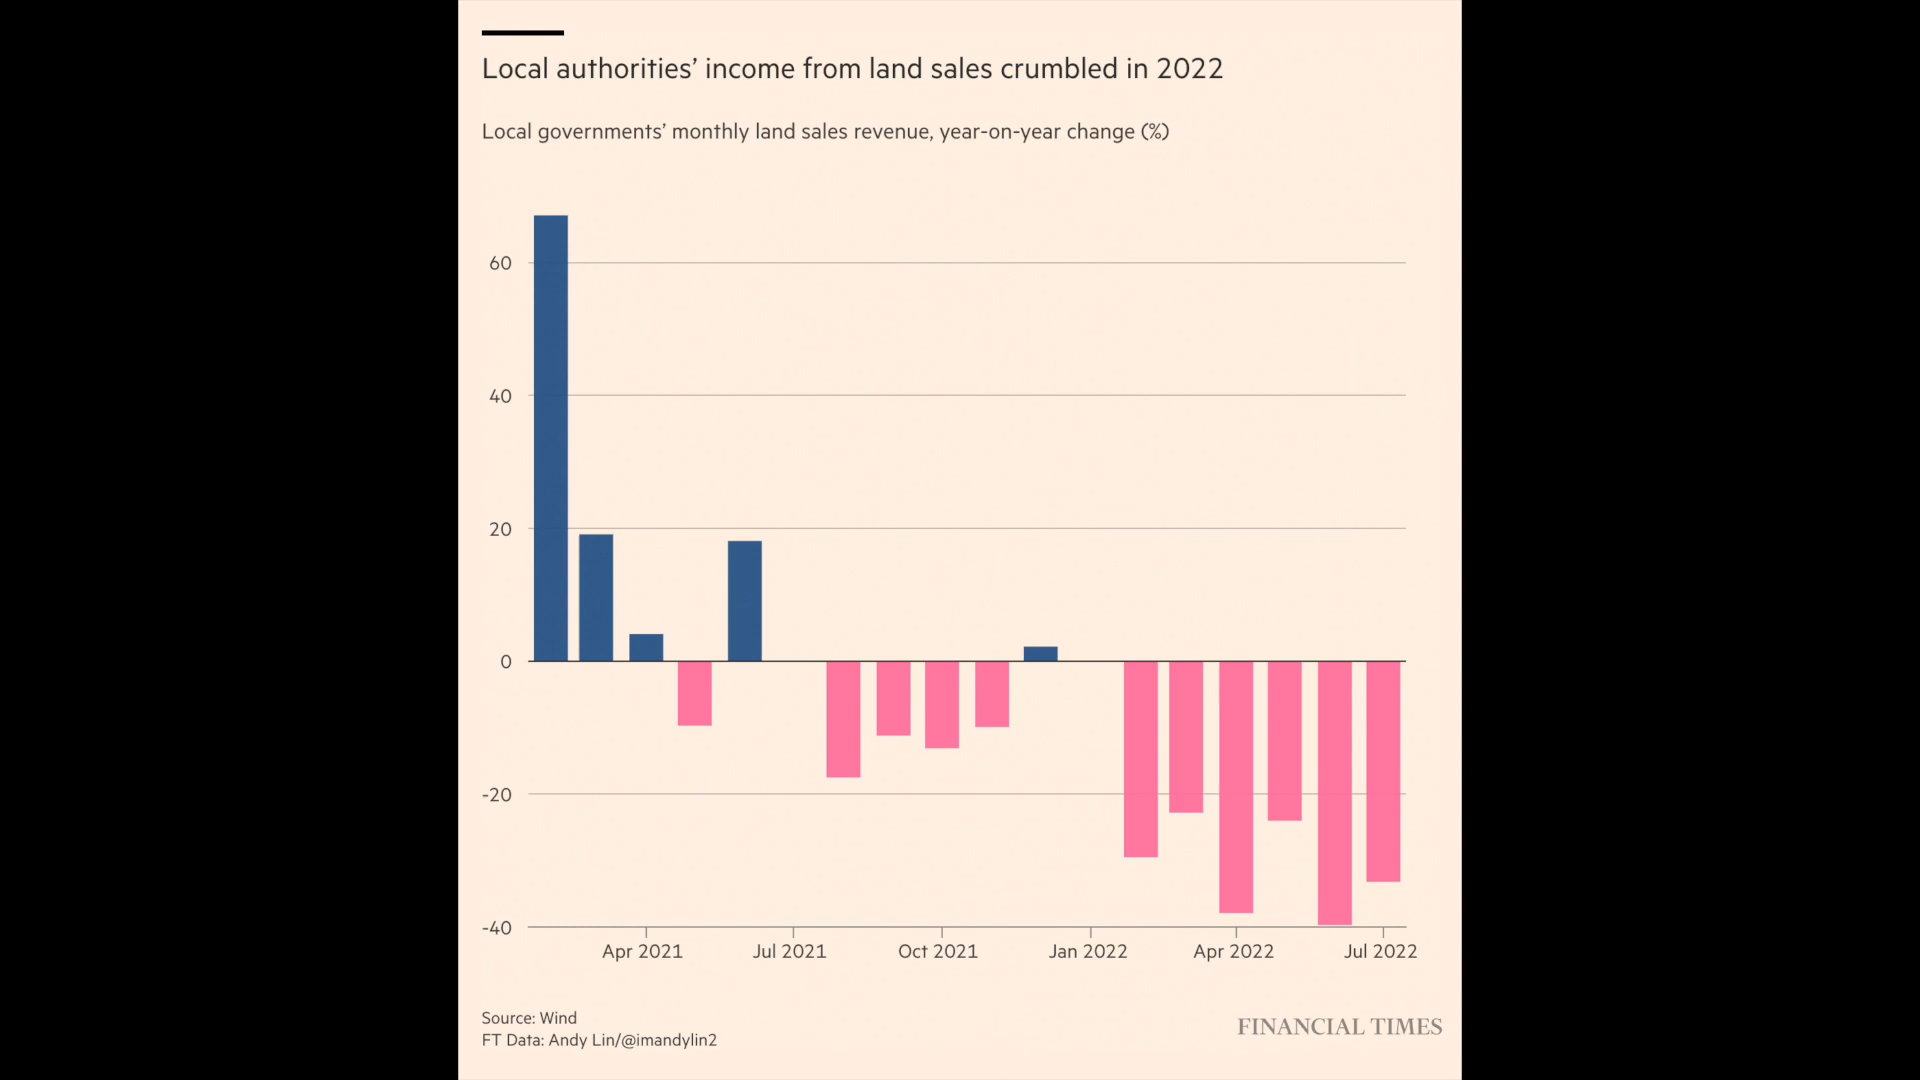 Local authorities’ income from land sales crumbled in 2022
Local governments’ monthly land sales revenue, year-on-year change (%)
60
40
20
0
-20
-40
Apr 2021
Jul 2021
Oct 2021
Jan 2022
Apr 2022
Jul 2022
Source: Wind
FT Data: Andy Lin/@imandylin2
FINANCIAL TIMES